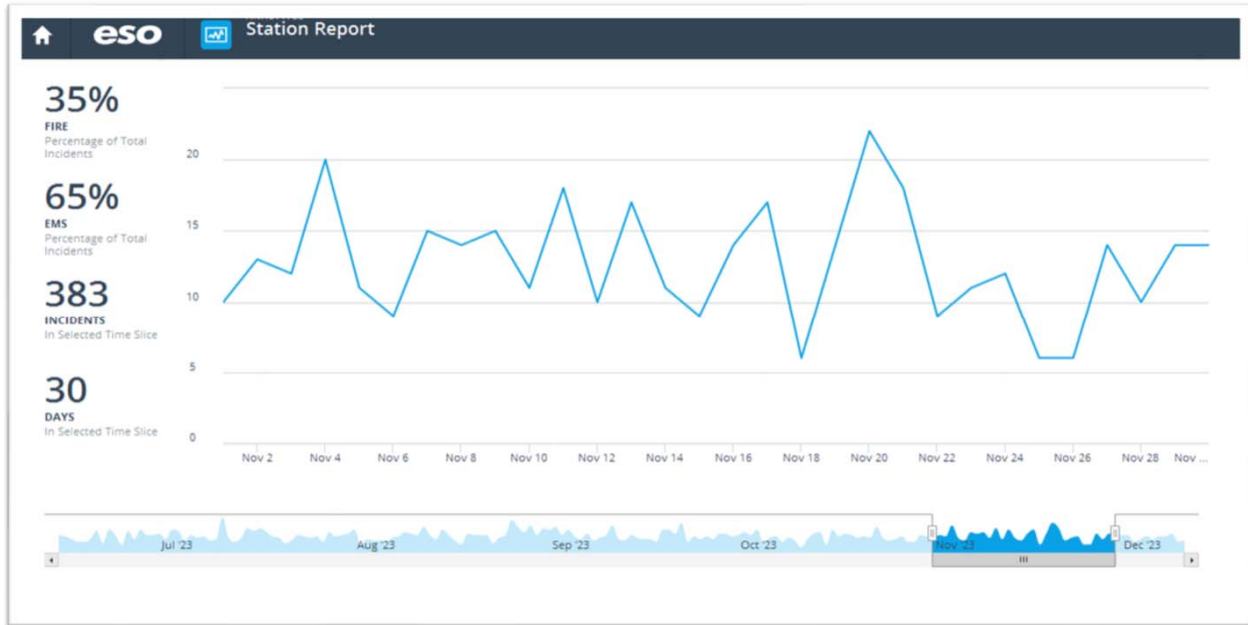 eso
Station Report
35%
FIRE
Percentage of Total
Incidents
65%
EMS
Percentage of Total
Incidents
383
INCIDENTS
In Selected Time Slice
30
DAYS
In Selected Time Slice
20
15
10
5
0
Nov 2 Nov 4 Nov 6 Nov 8 Nov 10 Nov 12 Nov 14 Nov 16 Nov 18 Nov 20 Nov 22 Nov 24 Nov 26 Nov 28 Nov ...
Jul '23 Aug '23 Sep '23 Oct '23 Nov '23 Dec '23